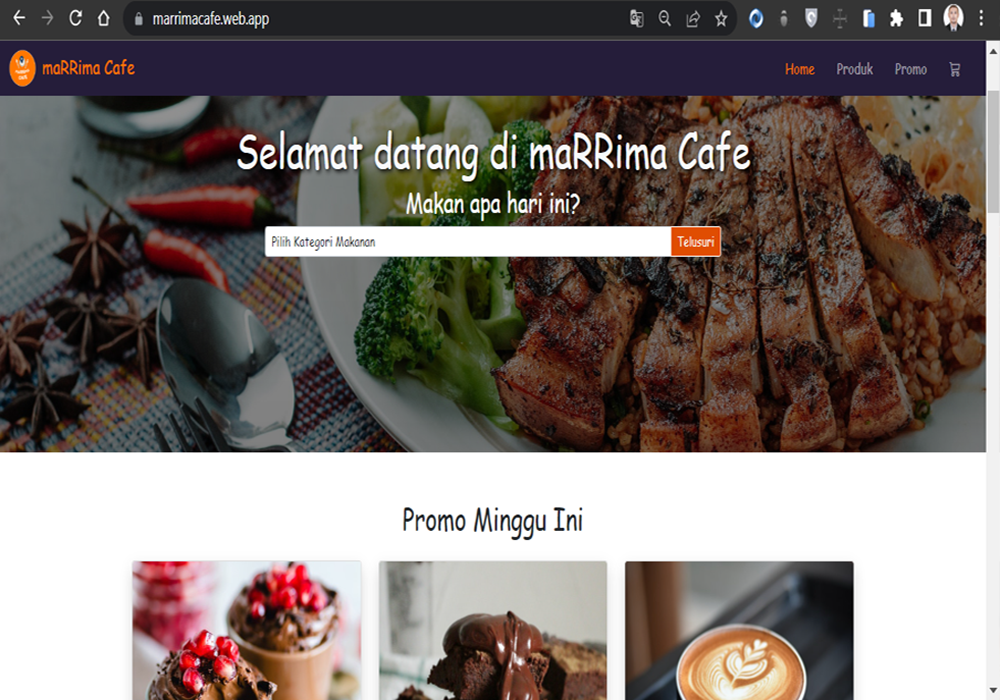 marrimacafe.web.app
maRRima Cafe
Home
Produk
Promo
Selamat datang di maRRima Cafe
Makan apa hari ini?
Pilih Kategori Makanan
Telusuri
Promo Minggu Ini